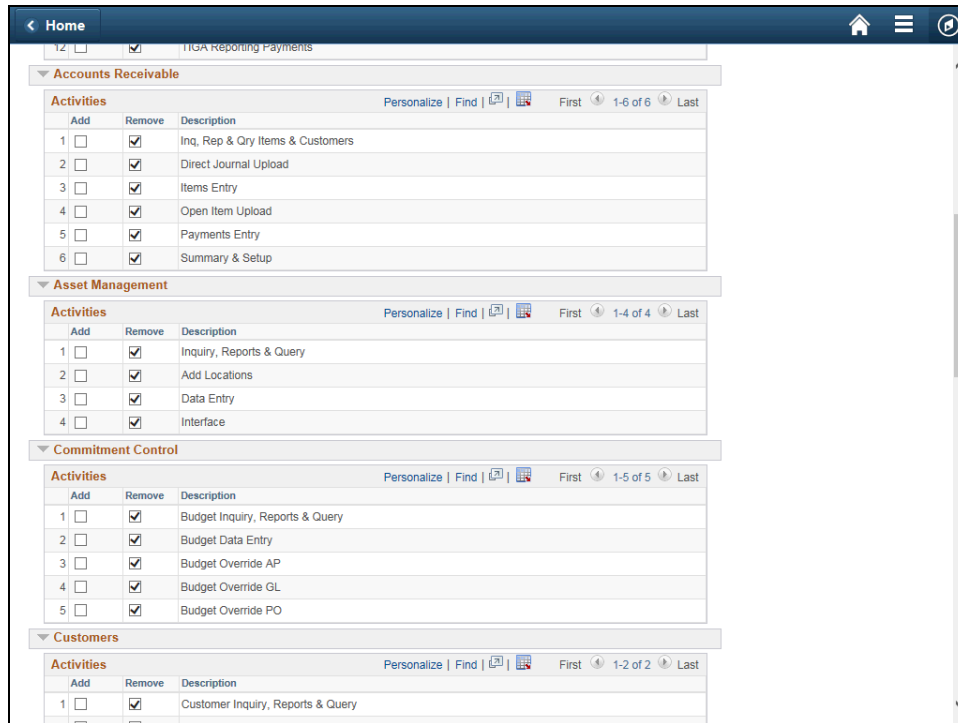 Home
12 TIGA Reporting Payments
Accounts Receivable
Activities Personalize | Find | | First 1-6 of 6 Last
Add Remove Description
1 Inq, Rep & Qry Items & Customers
2 Direct Journal Upload
3 Items Entry
4 Open Item Upload
5 Payments Entry
6 Summary & Setup
Asset Management
Activities Personalize | Find | | First 1-4 of 4 Last
Add Remove Description
1 Inquiry, Reports & Query
2 Add Locations
3 Data Entry
4 Interface
Commitment Control
Activities Personalize | Find | | First 1-5 of 5 Last
Add Remove Description
1 Budget Inquiry, Reports & Query
2 Budget Data Entry
3 Budget Override AP
4 Budget Override GL
5 Budget Override PO
Customers
Activities Personalize | Find | | First 1-2 of 2 Last
Add Remove Description
1 Customer Inquiry, Reports & Query